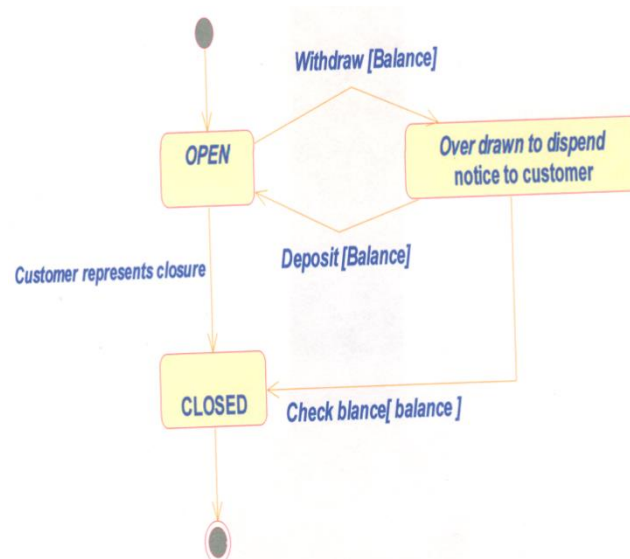 Withdraw [Balance]
OPEN
Over drawn to dispend
notice to customer
Deposit [Balance]
Customer represents closure
CLOSED
Check blance[ balance ]